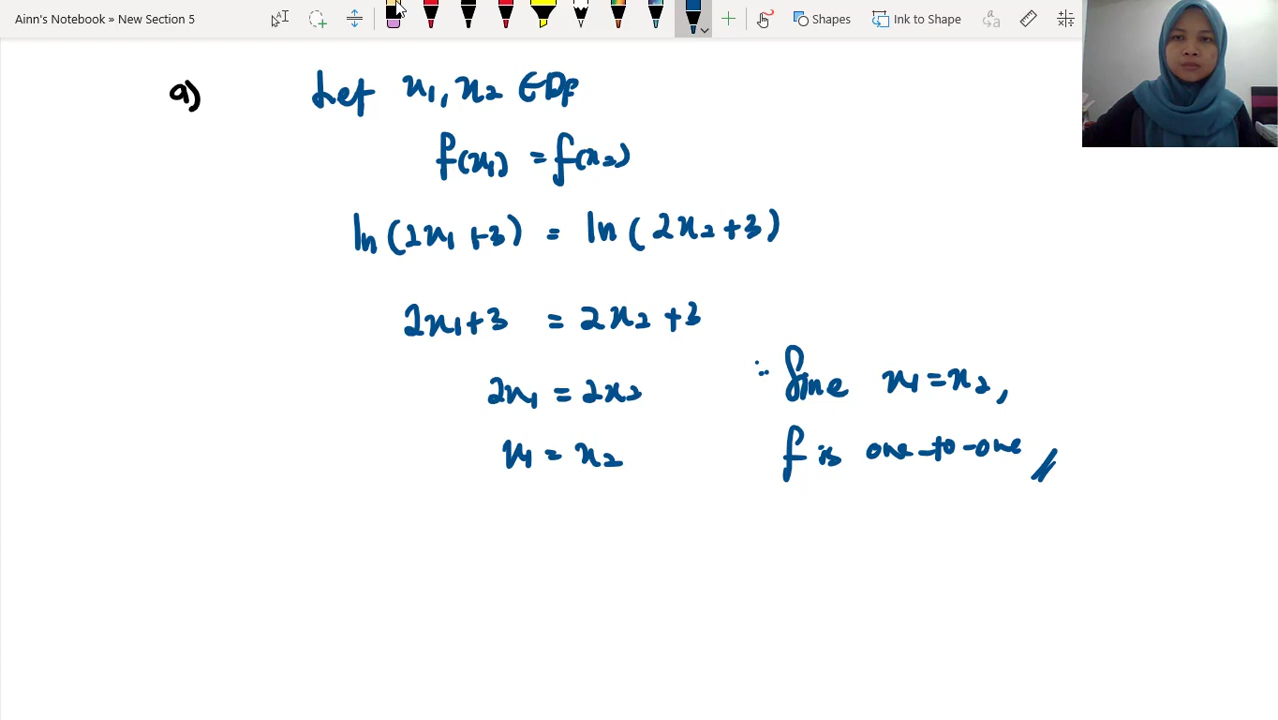 Ainn's Notebook » New Section 5
Shapes
Ink to Shape
a)
Let x1, x2 ∈ Df
f(x1) = f(x2)
ln(2x1 +3) = ln(2x2 +3)
2x1+3 = 2x2 +3
2x1 = 2x2
x1 = x2
∴ Sine x1 = x2,
f is one-to-one //